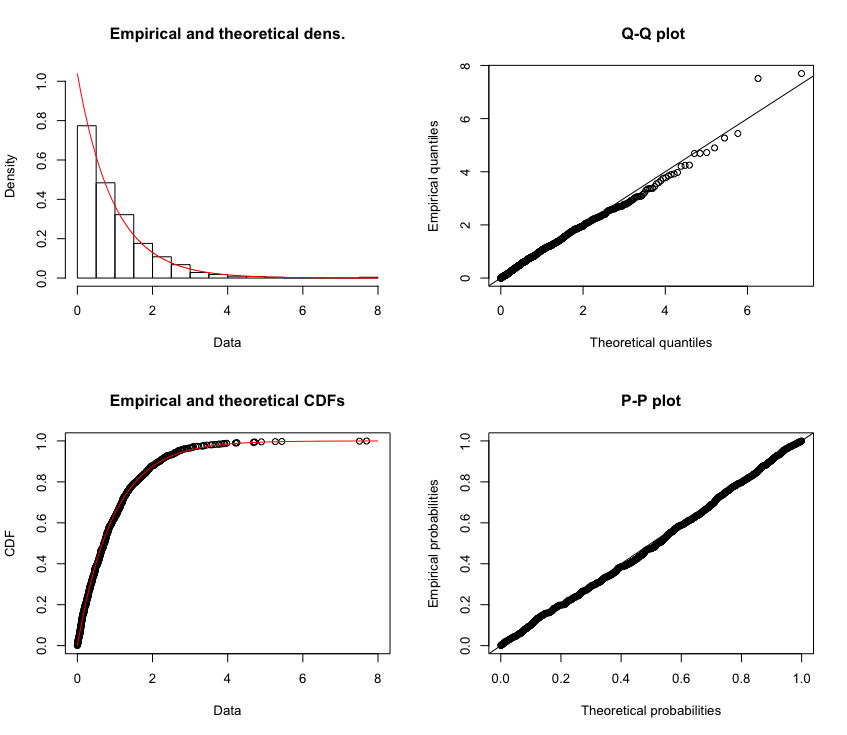 Empirical and theoretical dens.
Density
0.0 0.2 0.4 0.6 0.8 1.0
0 2 4 6 8
Data
Q-Q plot
Empirical quantiles
0 2 4 6 8
0 2 4 6
Theoretical quantiles
Empirical and theoretical CDFs
CDF
0.0 0.2 0.4 0.6 0.8 1.0
0 2 4 6 8
Data
P-P plot
Empirical probabilities
0.0 0.2 0.4 0.6 0.8 1.0
0.0 0.2 0.4 0.6 0.8 1.0
Theoretical probabilities